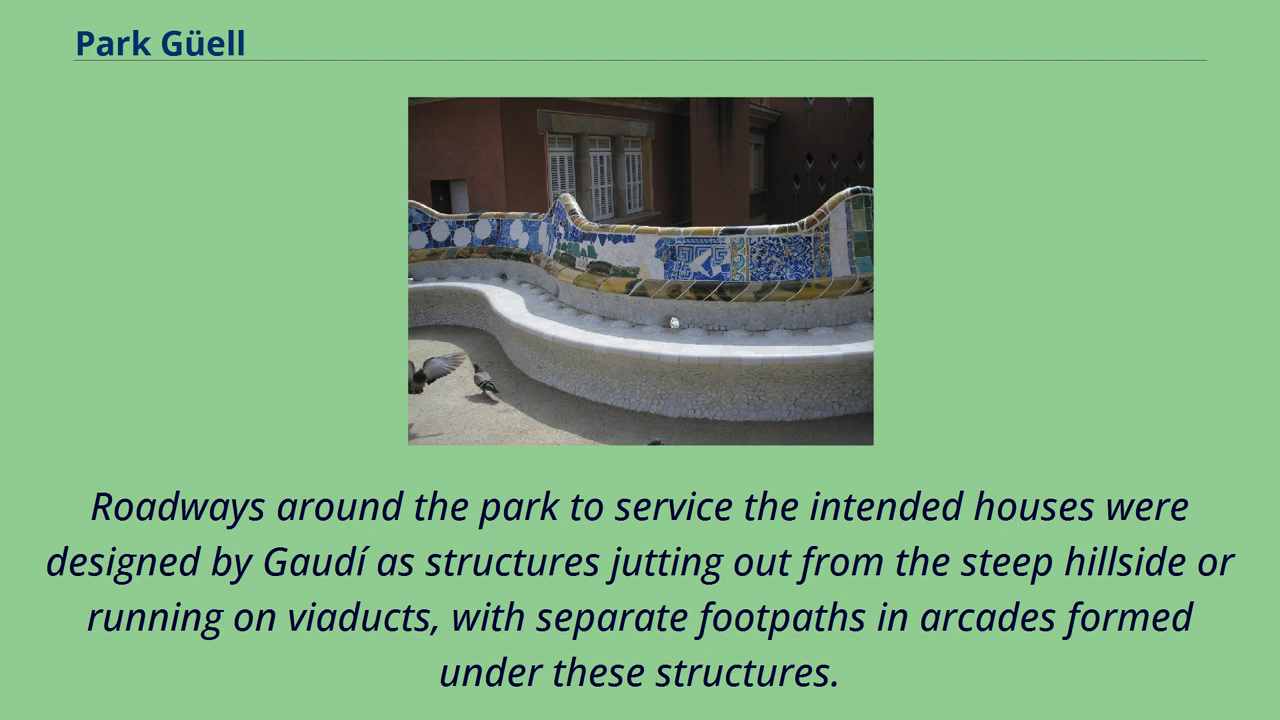 Park Güell
Roadways around the park to service the intended houses were
designed by Gaudí as structures jutting out from the steep hillside or
running on viaducts, with separate footpaths in arcades formed
under these structures.